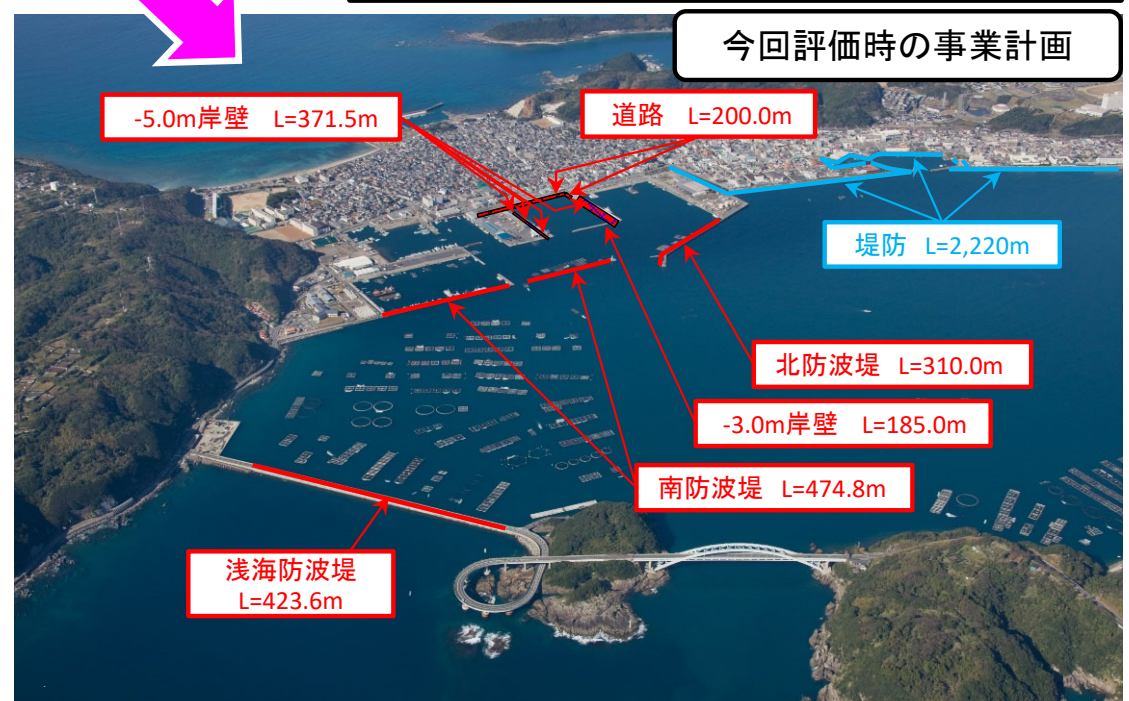 今回評価時の事業計画
-5.0m岸壁 L=371.5m
道路 L=200.0m
堤防 L=2,220m
北防波堤 L=310.0m
-3.0m岸壁 L=185.0m
南防波堤 L=474.8m
浅海防波堤
L=423.6m